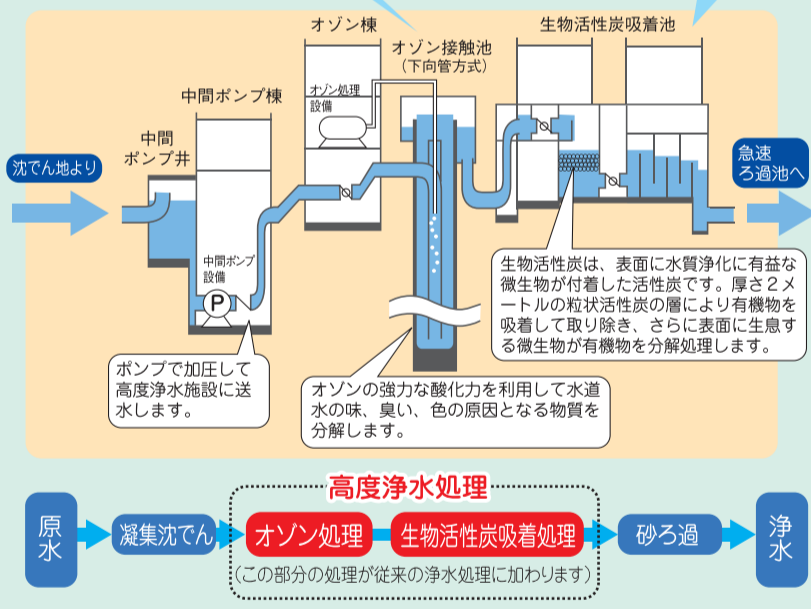 オゾン棟
オゾン接触池
（下向管方式）
生物活性炭吸着池
中間ポンプ棟
オゾン処理
設備
中間
ポンプ井
沈でん地より
急速
ろ過池へ
中間ポンプ
設備
P
生物活性炭は、表面に水質浄化に有益な
微生物が付着した活性炭です。厚さ２メ
ートルの粒状活性炭の層により有機物を
吸着して取り除き、さらに表面に生息す
る微生物が有機物を分解処理します。
ポンプで加圧して
高度浄水施設に送
水します。
オゾンの強力な酸化力を利用して水道
水の味、臭い、色の原因となる物質を
分解します。
高度浄水処理
原水
凝集沈でん
オゾン処理
生物活性炭吸着処理
砂ろ過
浄水
（この部分の処理が従来の浄水処理に加わります）